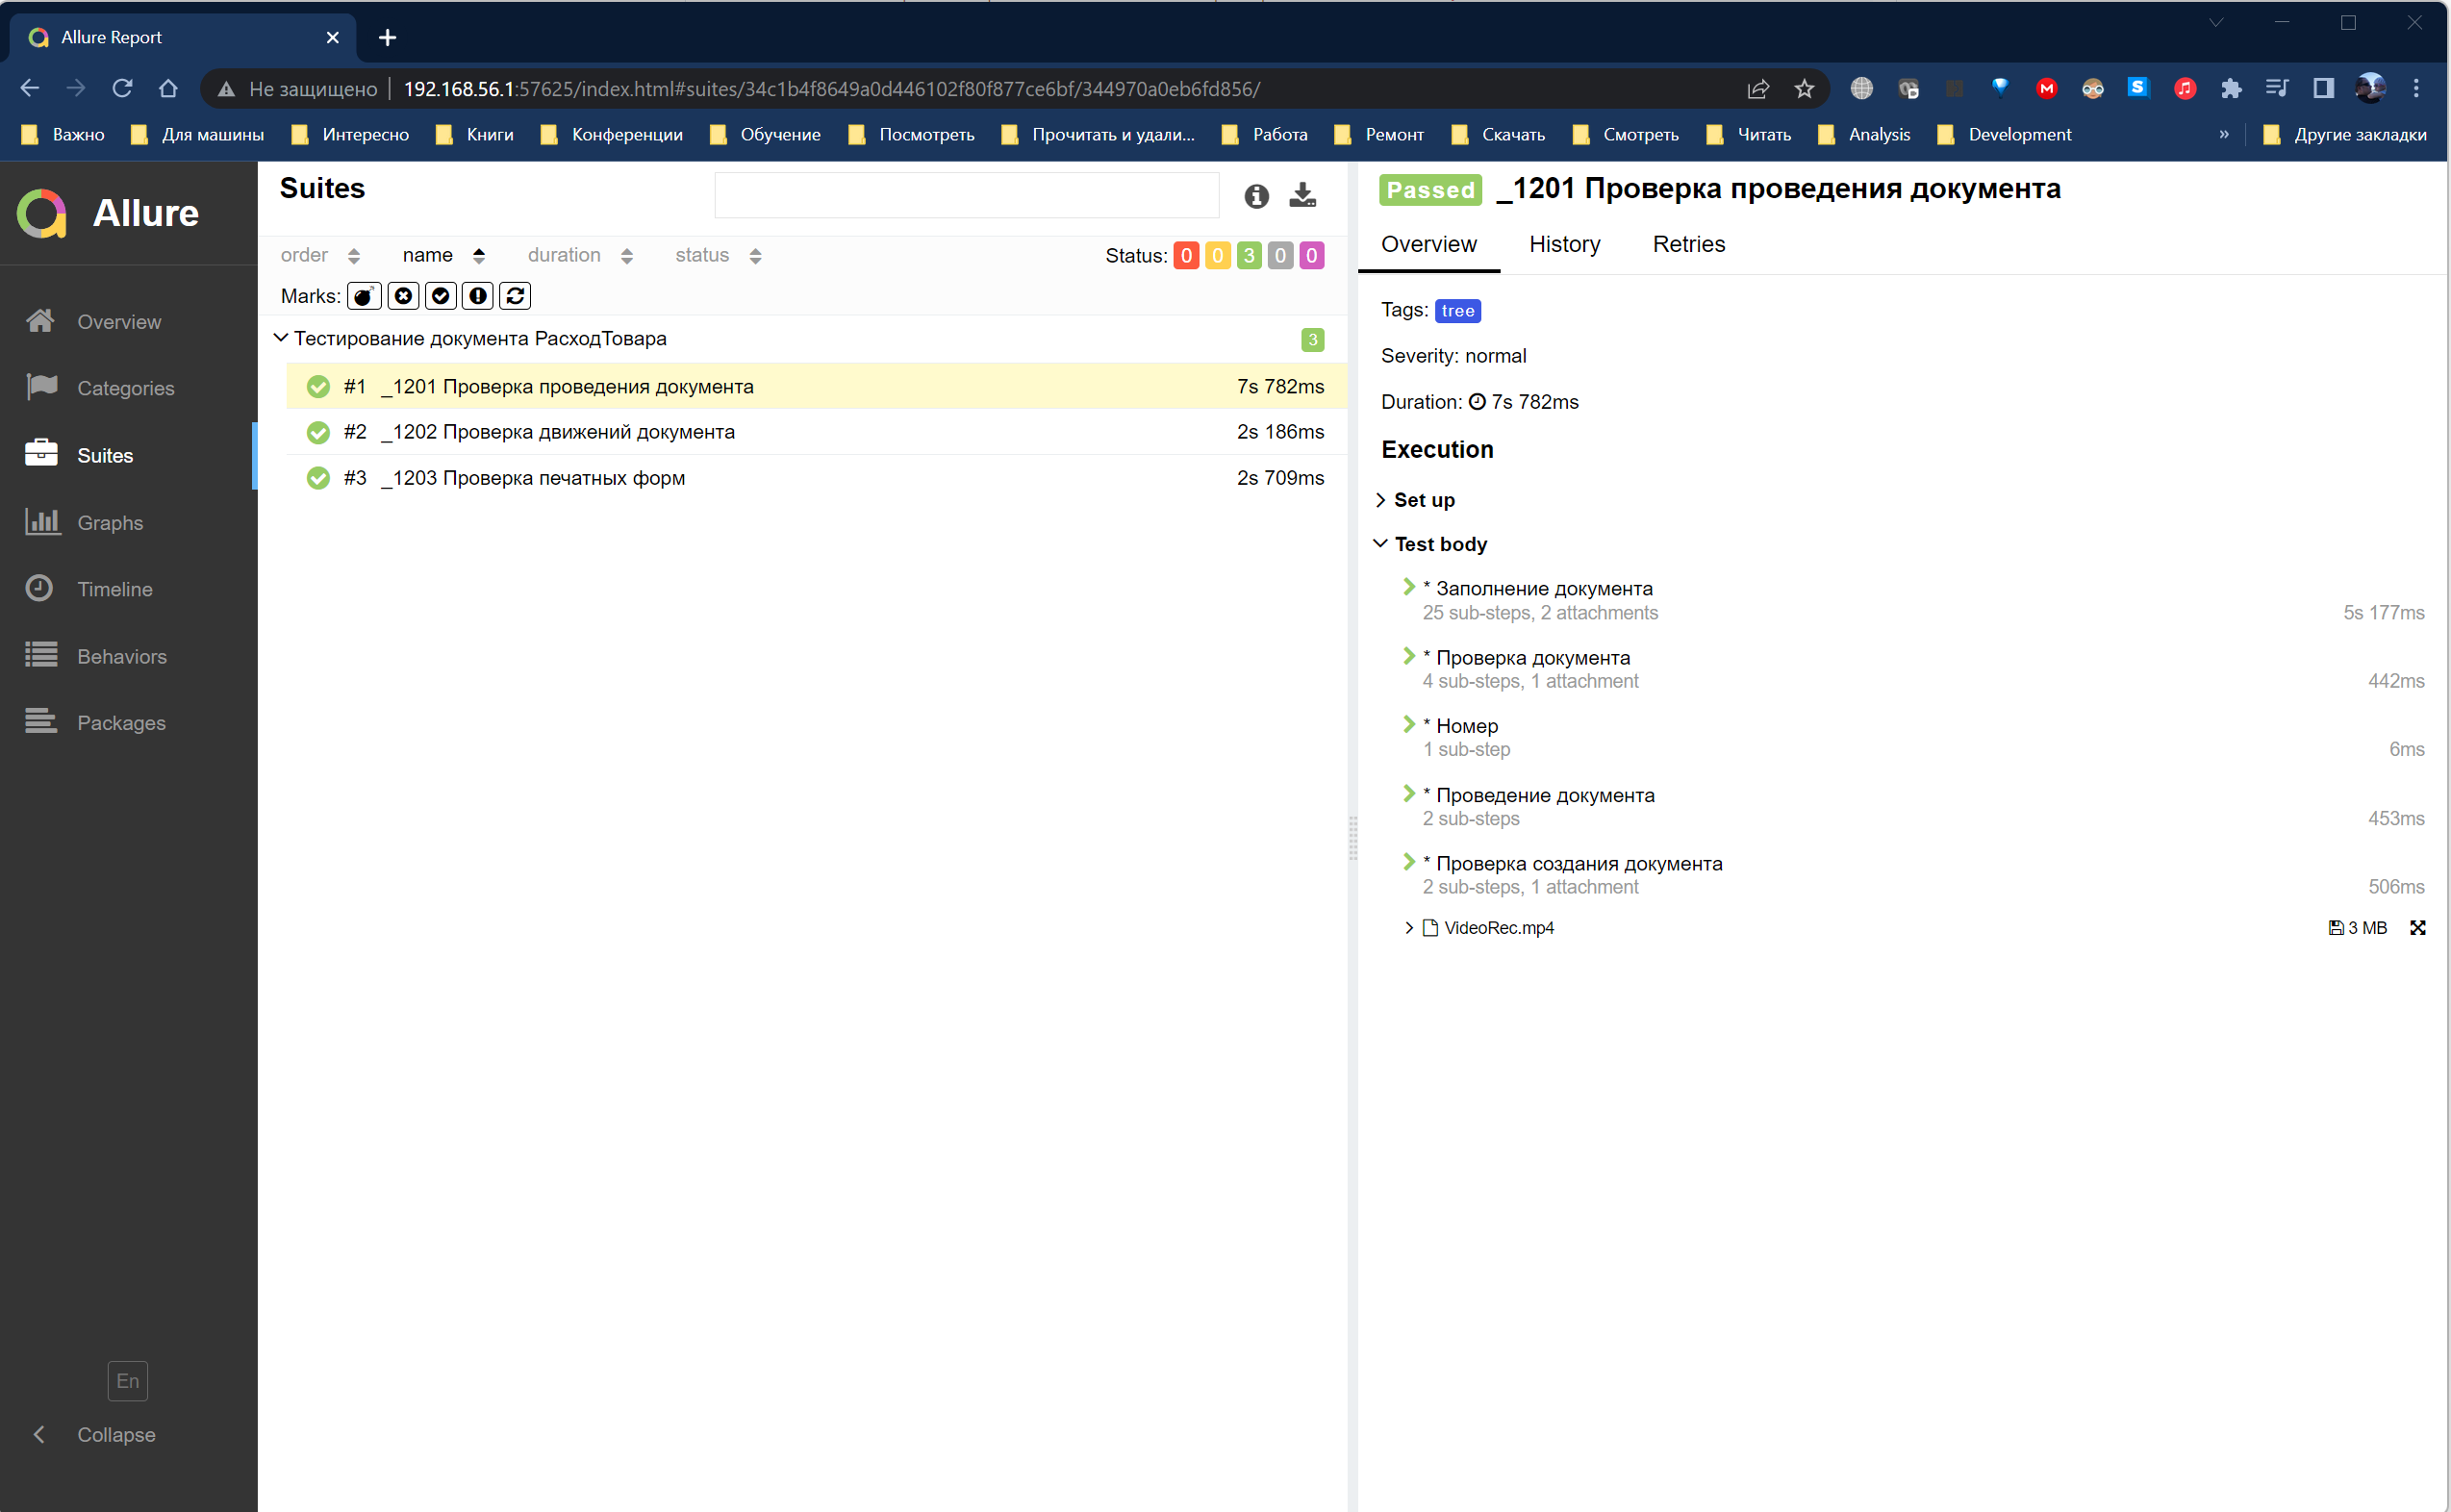 Allure Report
Не защищено 192.168.56.1:57625/index.html#suites/34c1b4f8649a0d446102f80f877ce6bf/344970a0eb6fd856/
Важно Для машины Интересно Книги Конференции Обучение Посмотреть Прочитать и удали... Работа Ремонт Скачать Смотреть Читать Analysis Development » Другие закладки
Allure
Overview
Categories
Suites
Graphs
Timeline
Behaviors
Packages
En
Collapse
Suites
order name duration status Status: 0 0 3 0 0
Marks:
Тестирование документа РасходТовара 3
#1 _1201 Проверка проведения документа 7s 782ms
#2 _1202 Проверка движений документа 2s 186ms
#3 _1203 Проверка печатных форм 2s 709ms
Passed _1201 Проверка проведения документа
Overview History Retries
Tags: tree
Severity: normal
Duration: 7s 782ms
Execution
Set up
Test body
* Заполнение документа
25 sub-steps, 2 attachments 5s 177ms
* Проверка документа
4 sub-steps, 1 attachment 442ms
* Номер
1 sub-step 6ms
* Проведение документа
2 sub-steps 453ms
* Проверка создания документа
2 sub-steps, 1 attachment 506ms
VideoRec.mp4 3 MB